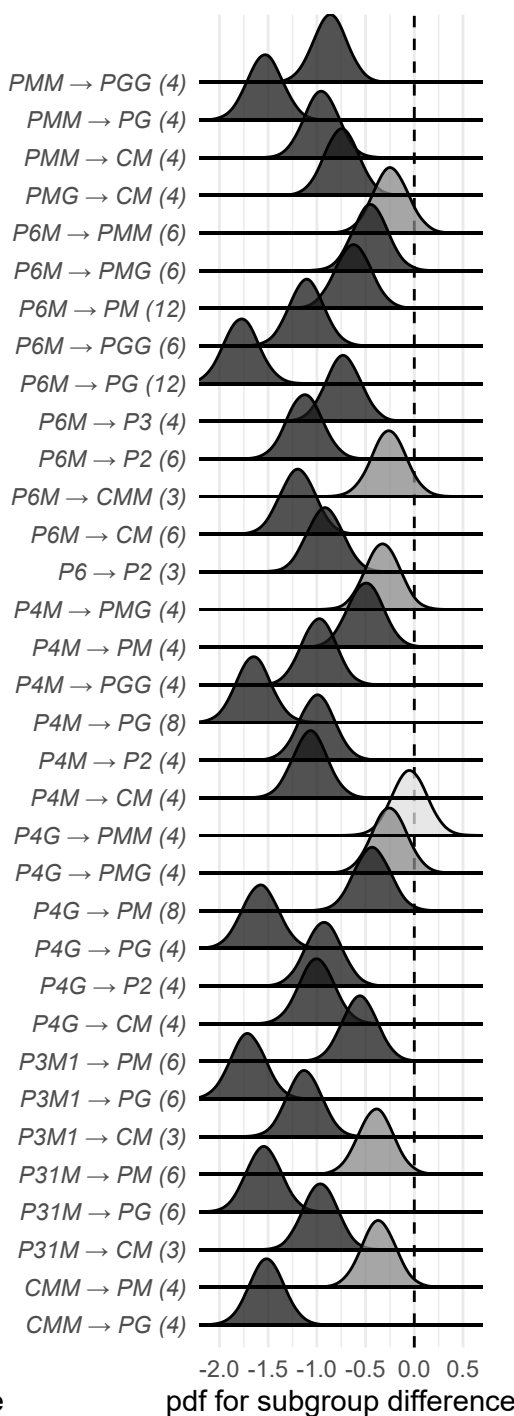 PMM → PGG (4)
PMM → PG (4)
PMM → CM (4)
PMG → CM (4)
P6M → PMM (6)
P6M → PMG (6)
P6M → PM (12)
P6M → PGG (6)
P6M → PG (12)
P6M → P3 (4)
P6M → P2 (6)
P6M → CMM (3)
P6M → CM (6)
P6 → P2 (3)
P4M → PMG (4)
P4M → PM (4)
P4M → PGG (4)
P4M → PG (8)
P4M → P2 (4)
P4M → CM (4)
P4G → PMM (4)
P4G → PMG (4)
P4G → PM (8)
P4G → PG (4)
P4G → P2 (4)
P4G → CM (4)
P3M1 → PM (6)
P3M1 → PG (6)
P3M1 → CM (3)
P31M → PM (6)
P31M → PG (6)
P31M → CM (3)
CMM → PM (4)
CMM → PG (4)
-2.0 -1.5 -1.0 -0.5 0.0 0.5
e pdf for subgroup difference